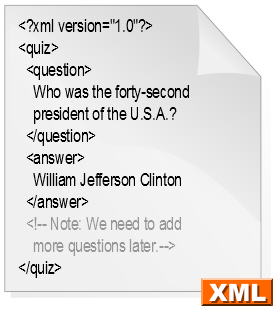 <?xml version="1.0"?>
<quiz>
<question>
Who was the forty-second
president of the U.S.A.?
</question>
<answer>
William Jefferson Clinton
</answer>
<!-- Note: We need to add
more questions later.-->
</quiz>
XML